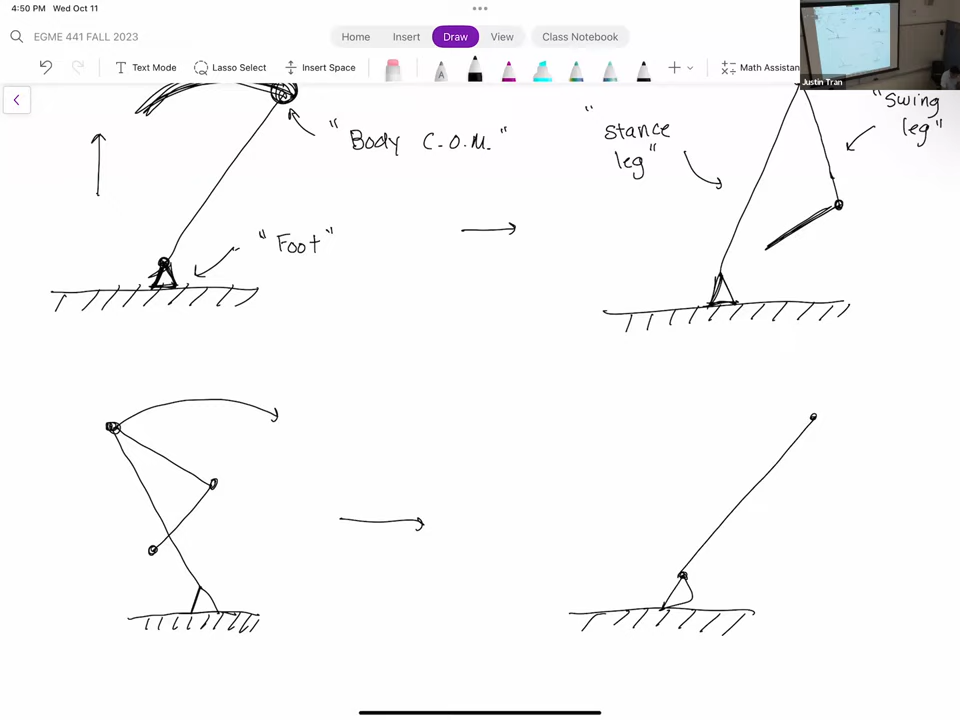 4:50 PM Wed Oct 11
EGME 441 FALL 2023
Home Insert Draw View Class Notebook
Text Mode Lasso Select Insert Space Math Assistan
Justin Tran
"Body C.O.M."
"Stance
leg"
"Swing
leg"
"Foot"